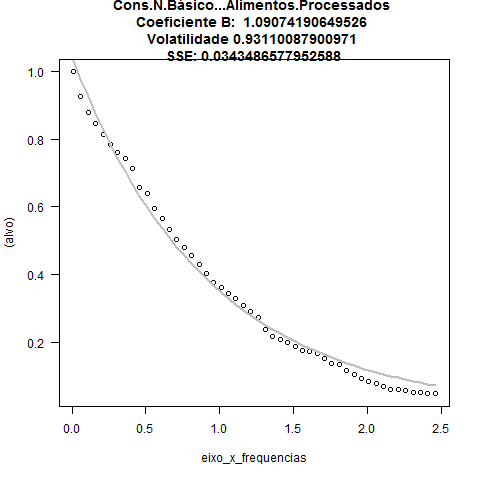 Cons.N.Básico...Alimentos.Processados
Coeficiente B:  1.09074190649526
Volatilidade 0.93110087900971
SSE: 0.0343486577952588
1.0
0.8
0.6
0.4
0.2
(alvo)
0.0 0.5 1.0 1.5 2.0 2.5
eixo_x_frequencias